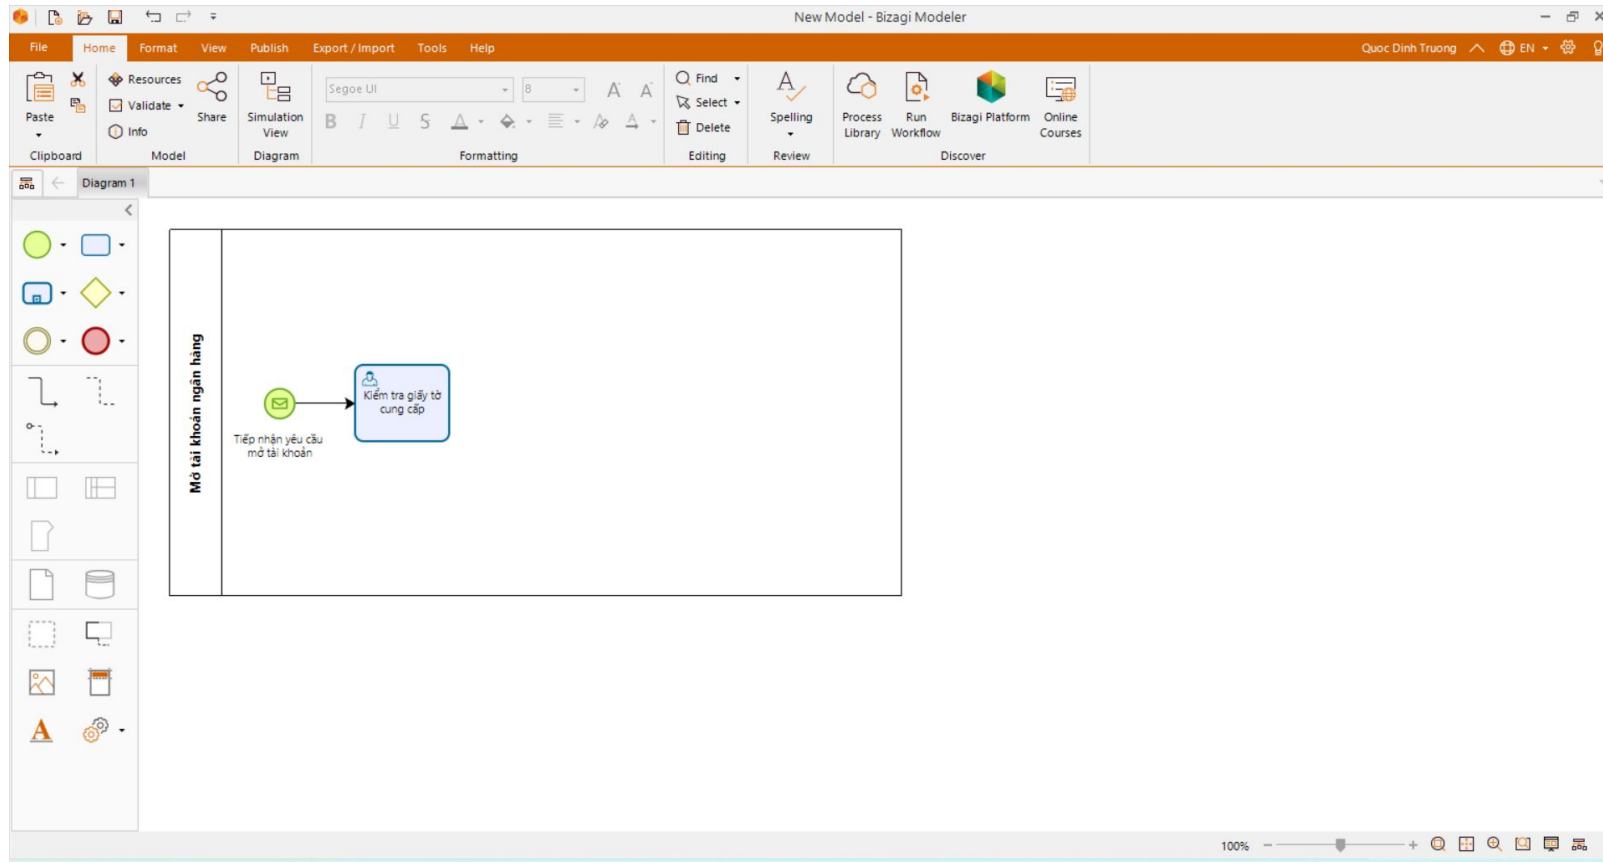 New Model - Bizagi Modeler
File Home Format View Publish Export / Import Tools Help Quoc Dinh Truong EN
Paste
Clipboard
Resources
Validate
Info
Share
Model
Simulation
View
Diagram
Segoe UI 8
B I U S A
Formatting
Find
Select
Delete
Editing
Spelling
Review
Process
Library
Run
Workflow
Bizagi Platform
Online
Courses
Discover
Diagram 1
Mở tài khoản ngân hàng
Tiếp nhận yêu cầu
mở tài khoản
Kiểm tra giấy tờ
cung cấp
100%